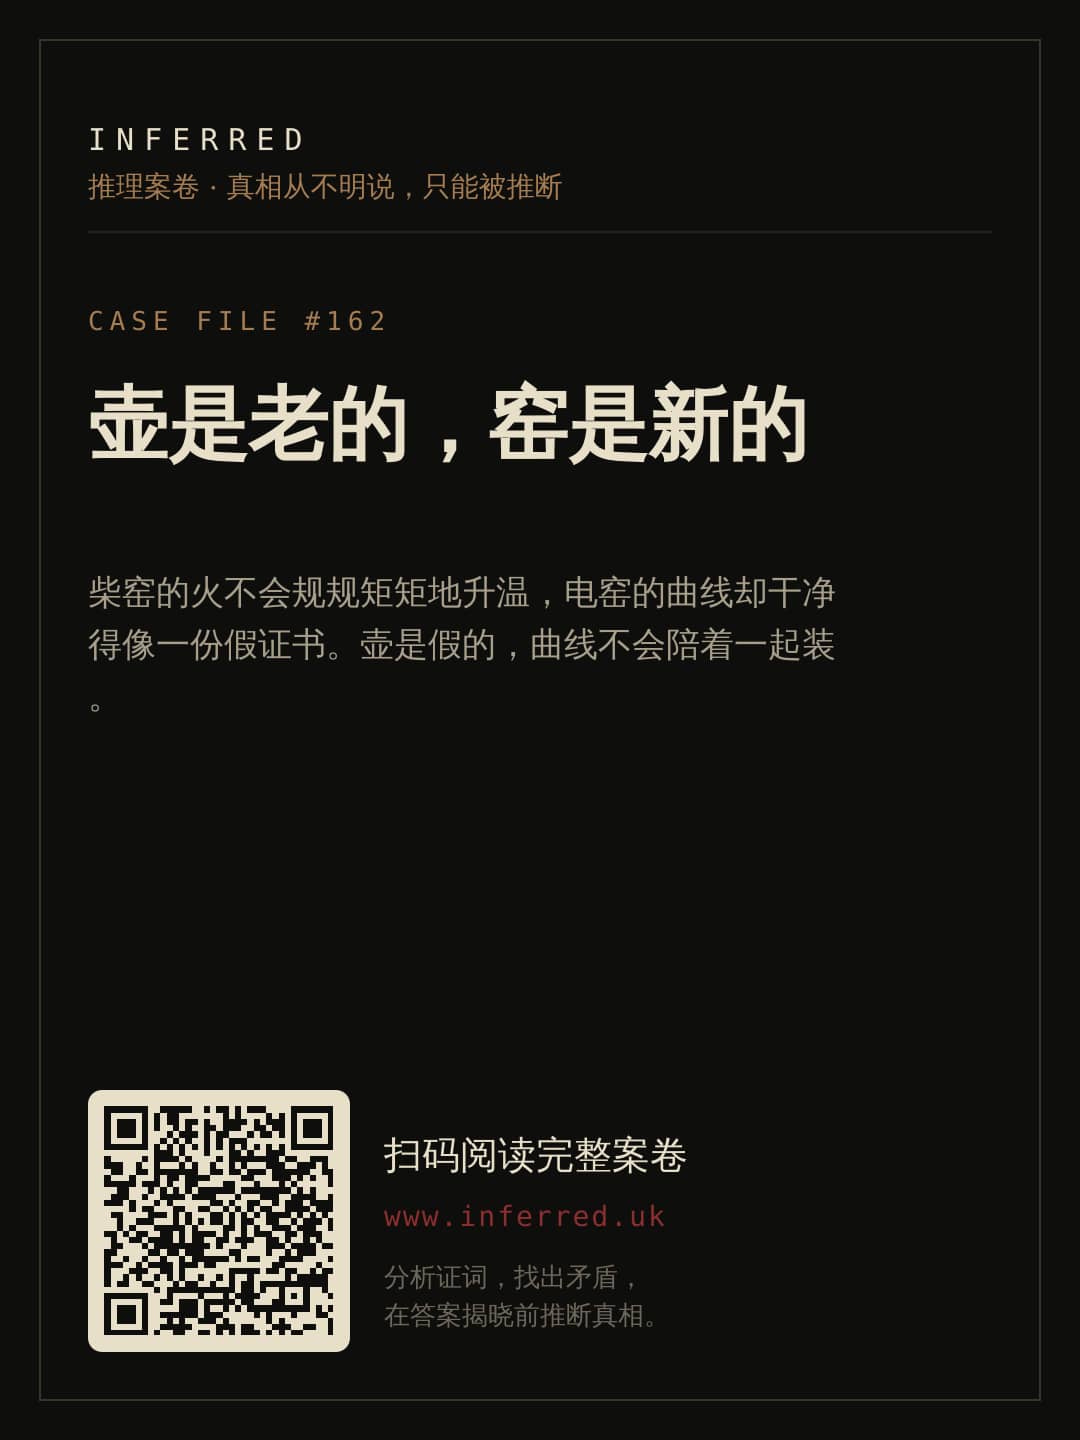 INFERRED
推理案卷 · 真相从不明说，只能被推断
CASE FILE #162
壶是老的，窑是新的
柴窑的火不会规规矩矩地升温，电窑的曲线却干净
得像一份假证书。壶是假的，曲线不会陪着一起装
。
扫码阅读完整案卷
www.inferred.uk
分析证词，找出矛盾，
在答案揭晓前推断真相。